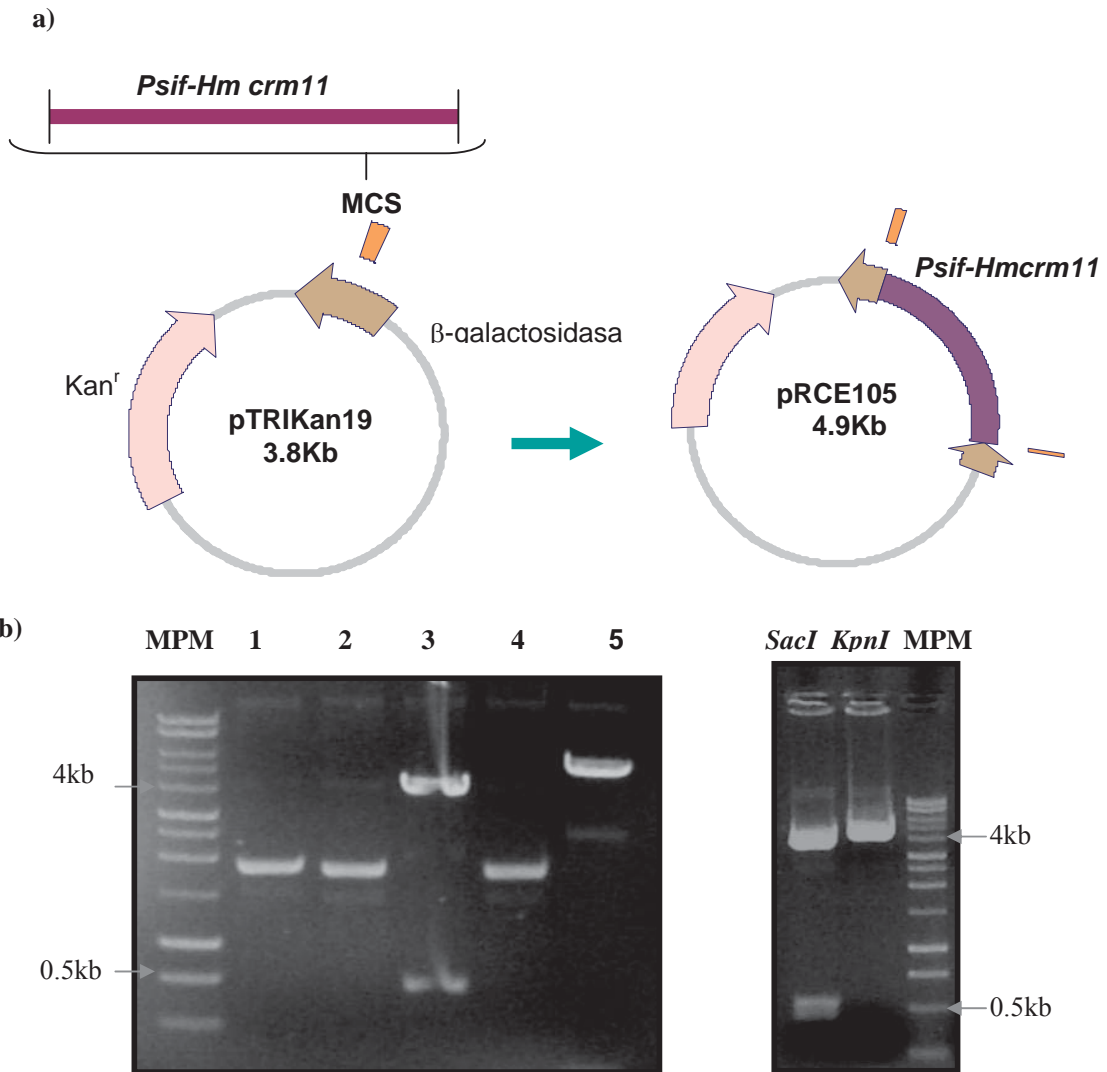 a)
Psif-Hm crm11
MCS
Psif-Hmcrm11
β-galactosidasa
Kanʳ
pTRIKan19
3.8Kb
pRCE105
4.9Kb
b)
MPM 1 2 3 4 5
SacI KpnI MPM
4kb
4kb
0.5kb
0.5kb